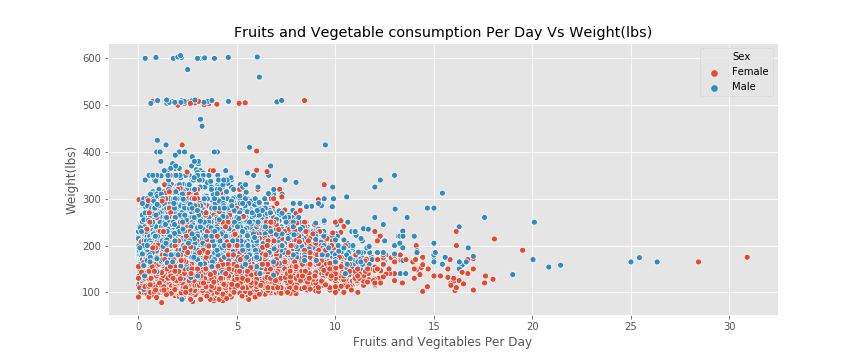 Fruits and Vegetable consumption Per Day Vs Weight(lbs)
Sex
Female
Male
600
500
400
300
200
100
Weight(lbs)
0 5 10 15 20 25 30
Fruits and Vegitables Per Day